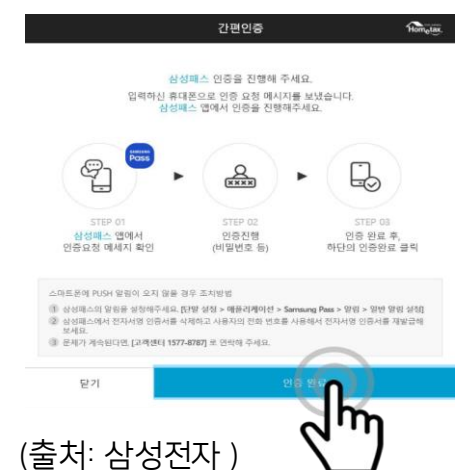 간편인증
Hometax.
삼성패스 인증을 진행해 주세요.
입력하신 휴대폰으로 인증 요청 메시지를 보냈습니다.
삼성패스 앱에서 인증을 진행해주세요.
SAMSUNG
Pass
STEP 01
삼성패스 앱에서
인증요청 메세지 확인
STEP 02
인증진행
(비밀번호 등)
STEP 03
인증 완료 후,
하단의 인증완료 클릭
스마트폰에 PUSH 알림이 오지 않을 경우 조치방법
① 삼성패스의 알림을 설정해주세요. [단말 설정 > 애플리케이션 > Samsung Pass > 알림 > 일반 알림 설정]
② 삼성패스에서 전자서명 인증서를 삭제하고 사용자의 전화 번호를 사용해서 전자서명 인증서를 재발급해
보세요.
③ 문제가 계속된다면, [고객센터 1577-8787] 로 연락해 주세요.
닫기
인증 완료
(출처: 삼성전자 )